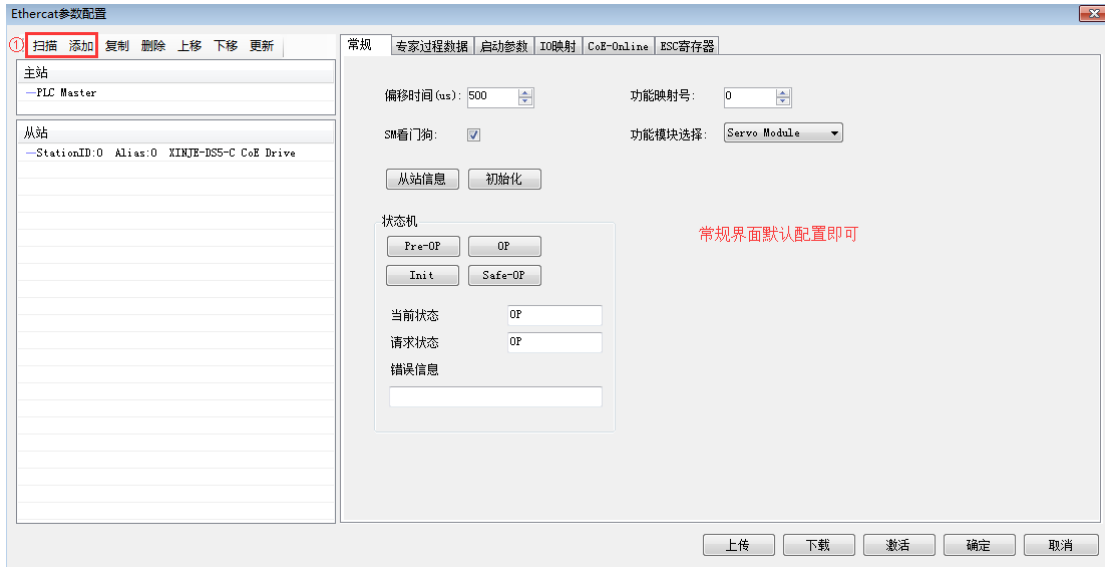 Ethercat参数配置
① 扫描 添加 复制 删除 上移 下移 更新
主站
PLC Master
从站
StationID:0 Alias:0 XINJE-DS5-C CoE Drive
常规 专家过程数据 启动参数 IO映射 CoE-Online ESC寄存器
偏移时间(us): 500 功能映射号: 0
SM看门狗: 功能模块选择: Servo Module
从站信息 初始化
状态机
常规界面默认配置即可
Pre-OP OP
Init Safe-OP
当前状态 OP
请求状态 OP
错误信息
上传 下载 激活 确定 取消